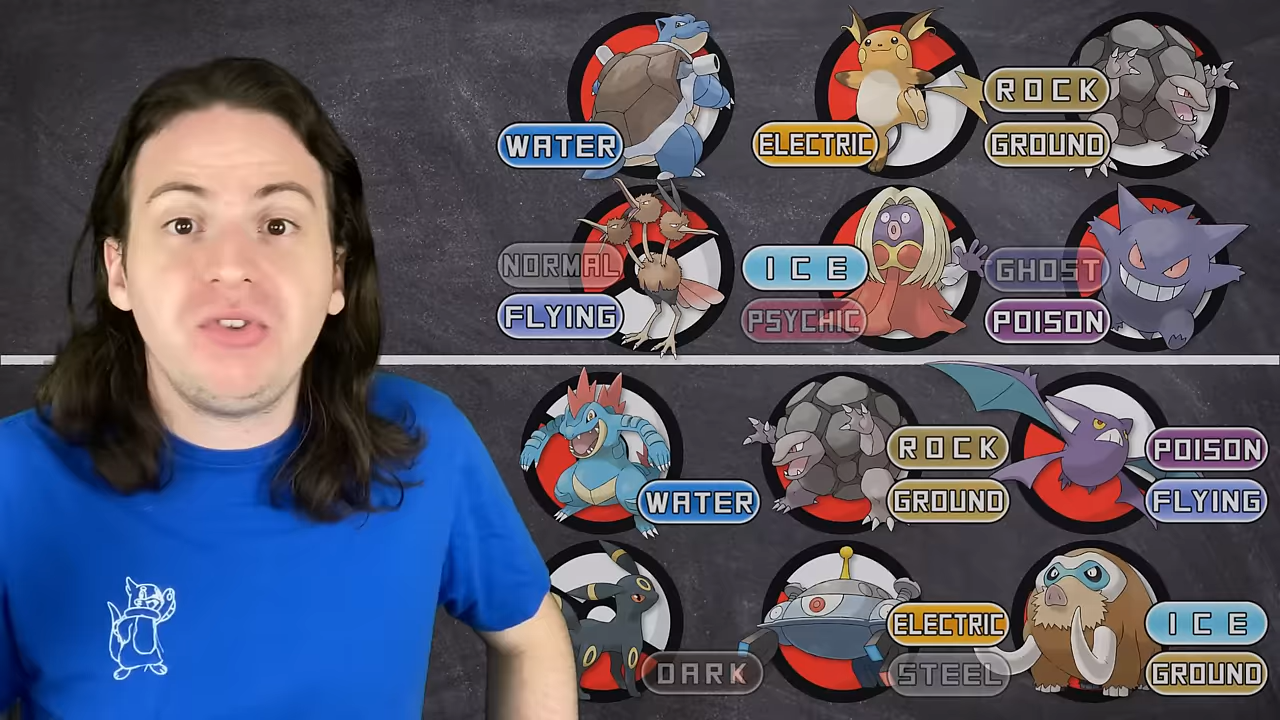 WATER
ELECTRIC
ROCK
GROUND
NORMAL
FLYING
ICE
PSYCHIC
GHOST
POISON
WATER
ROCK
GROUND
POISON
FLYING
DARK
ELECTRIC
STEEL
ICE
GROUND